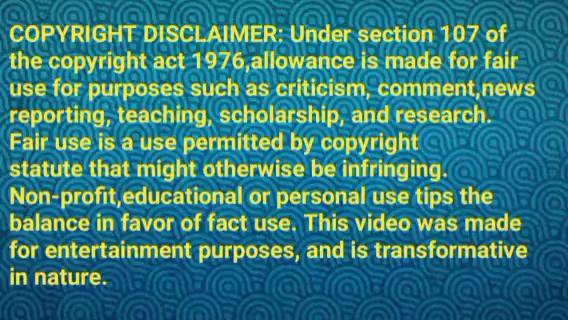 COPYRIGHT DISCLAIMER: Under section 107 of
the copyright act 1976,allowance is made for fair
use for purposes such as criticism, comment,news
reporting, teaching, scholarship, and research.
Fair use is a use permitted by copyright
statute that might otherwise be infringing.
Non-profit,educational or personal use tips the
balance in favor of fact use. This video was made
for entertainment purposes, and is transformative
in nature.